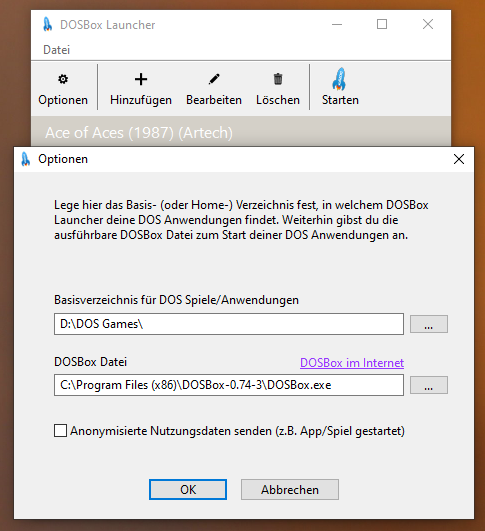 DOSBox Launcher
Datei
Optionen Hinzufügen Bearbeiten Löschen Starten
Ace of Aces (1987) (Artech)
Optionen
Lege hier das Basis- (oder Home-) Verzeichnis fest, in welchem DOSBox
Launcher deine DOS Anwendungen findet. Weiterhin gibst du die
ausführbare DOSBox Datei zum Start deiner DOS Anwendungen an.
Basisverzeichnis für DOS Spiele/Anwendungen
D:\DOS Games\ ...
DOSBox Datei DOSBox im Internet
C:\Program Files (x86)\DOSBox-0.74-3\DOSBox.exe ...
Anonymisierte Nutzungsdaten senden (z.B. App/Spiel gestartet)
OK Abbrechen